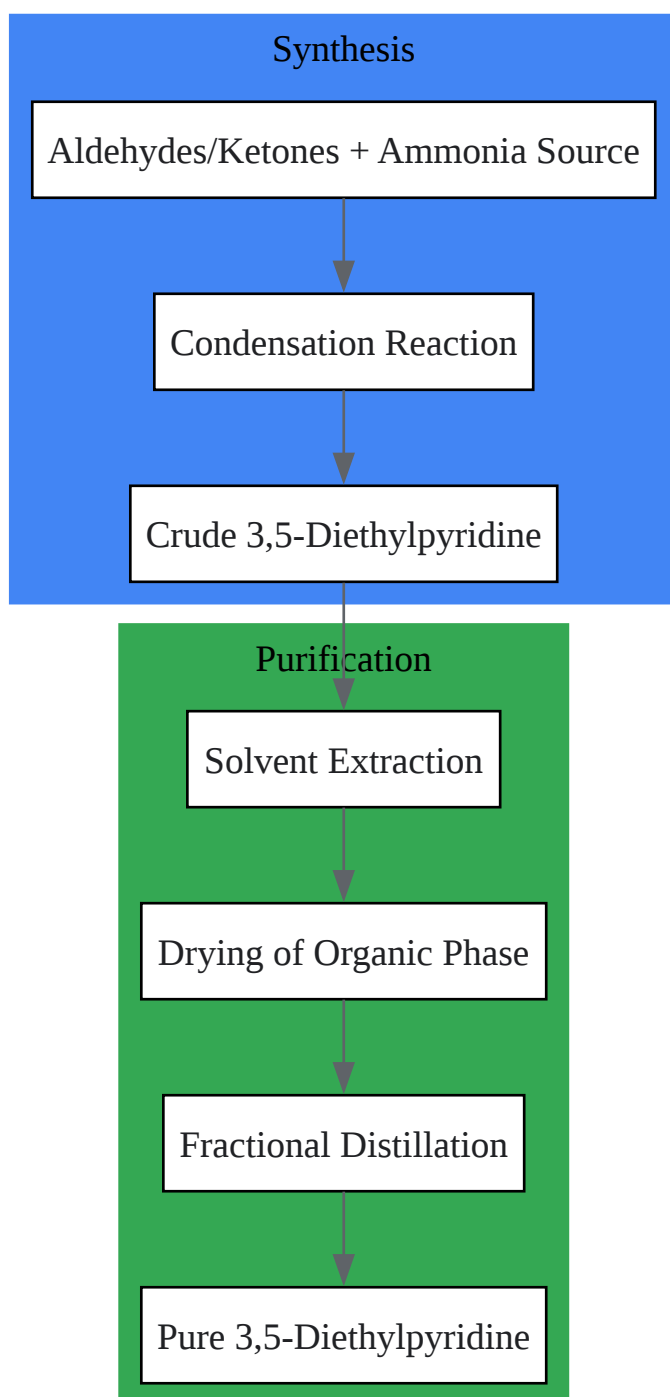 Synthesis
Aldehydes/Ketones + Ammonia Source
Condensation Reaction
Crude 3,5-Diethylpyridine
Purification
Solvent Extraction
Drying of Organic Phase
Fractional Distillation
Pure 3,5-Diethylpyridine